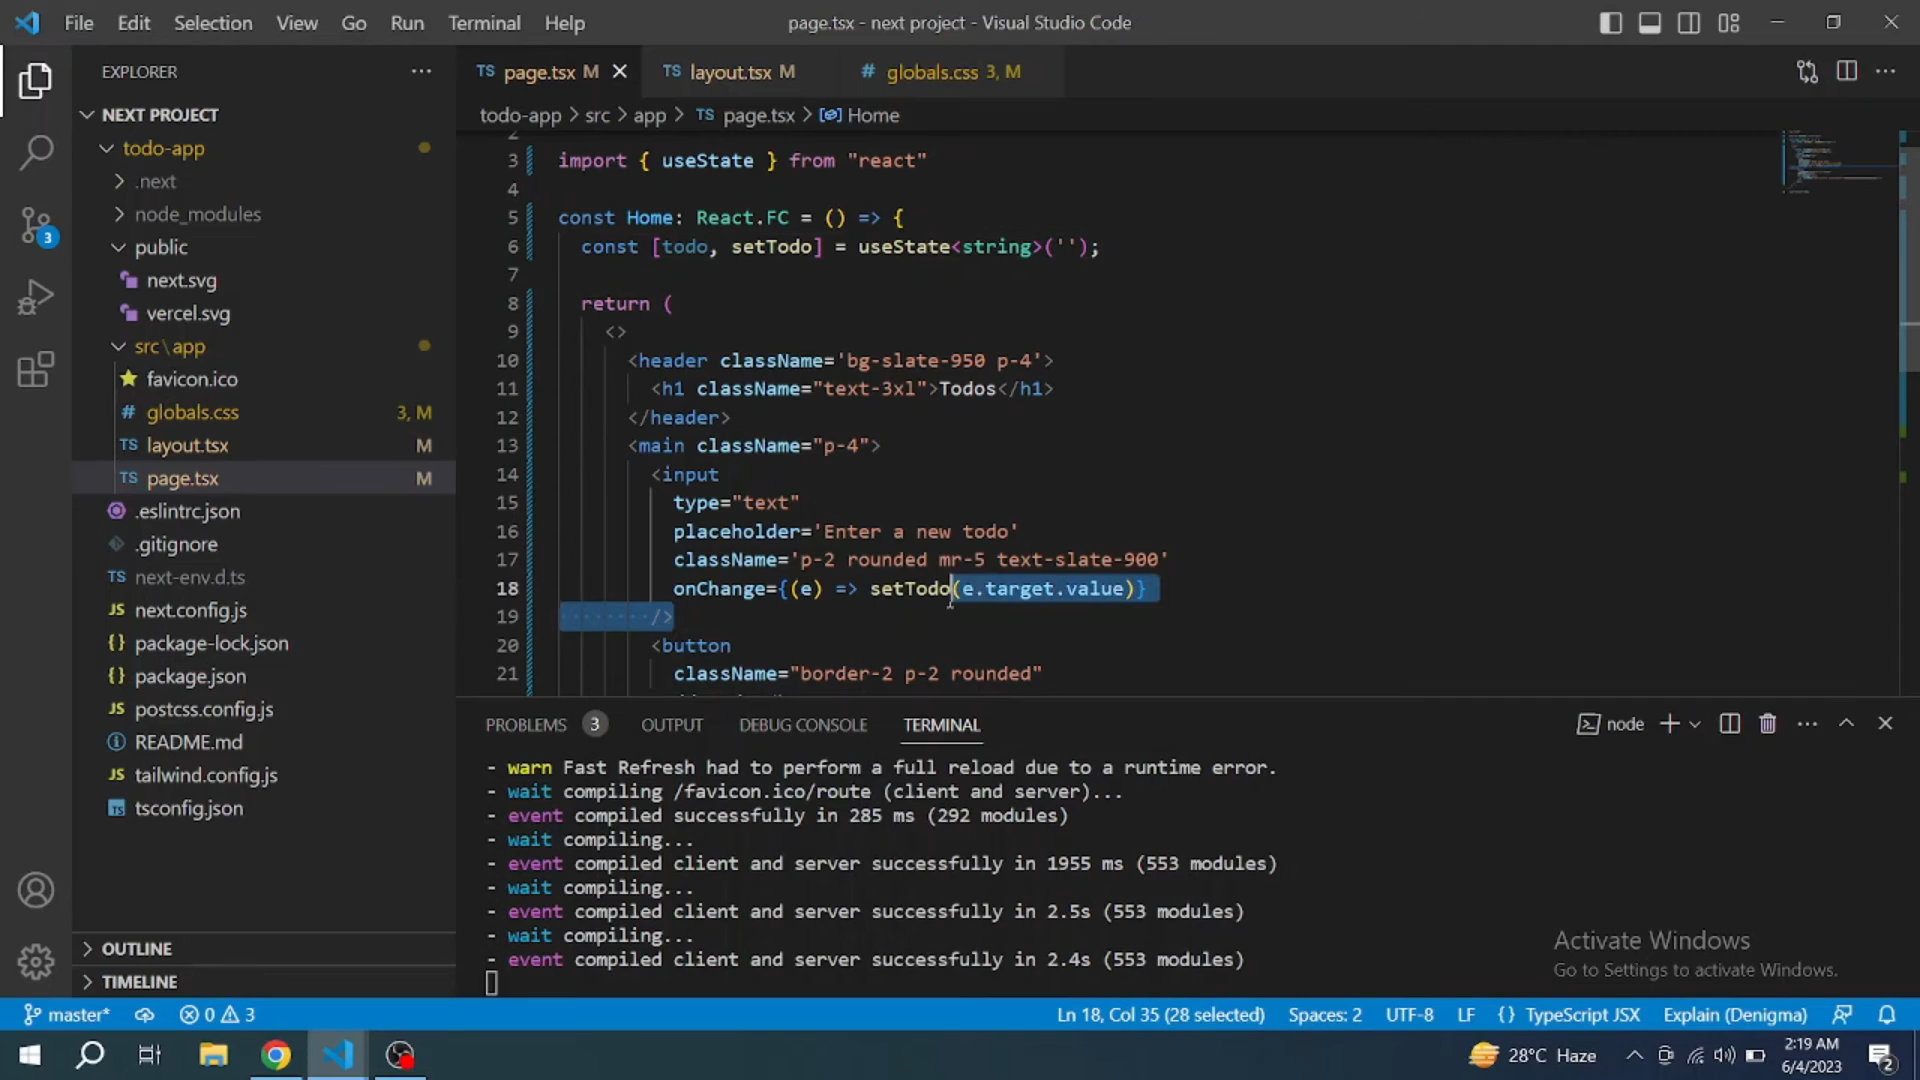 File Edit Selection View Go Run Terminal Help
page.tsx - next project - Visual Studio Code
EXPLORER
NEXT PROJECT
todo-app
.next
node_modules
public
next.svg
vercel.svg
src\app
favicon.ico
globals.css 3, M
layout.tsx M
page.tsx M
.eslintrc.json
.gitignore
next-env.d.ts
next.config.js
package-lock.json
package.json
postcss.config.js
README.md
tailwind.config.js
tsconfig.json
OUTLINE
TIMELINE
3
TS page.tsx M
TS layout.tsx M
# globals.css 3, M
todo-app > src > app > TS page.tsx > Home
2
3 import { useState } from "react"
4
5 const Home: React.FC = () => {
6 const [todo, setTodo] = useState<string>('');
7
8 return (
9 <>
10 <header className='bg-slate-950 p-4'>
11 <h1 className="text-3xl">Todos</h1>
12 </header>
13 <main className="p-4">
14 <input
15 type="text"
16 placeholder='Enter a new todo'
17 className='p-2 rounded mr-5 text-slate-900'
18 onChange={(e) => setTodo(e.target.value)}
19 />
20 <button
21 className="border-2 p-2 rounded"
PROBLEMS 3 OUTPUT DEBUG CONSOLE TERMINAL
node
- warn Fast Refresh had to perform a full reload due to a runtime error.
- wait compiling /favicon.ico/route (client and server)...
- event compiled successfully in 285 ms (292 modules)
- wait compiling...
- event compiled client and server successfully in 1955 ms (553 modules)
- wait compiling...
- event compiled client and server successfully in 2.5s (553 modules)
- wait compiling...
- event compiled client and server successfully in 2.4s (553 modules)
Activate Windows
Go to Settings to activate Windows.
master* 0 3
Ln 18, Col 35 (28 selected) Spaces: 2 UTF-8 LF {} TypeScript JSX Explain (Denigma)
28°C Haze
2:19 AM
6/4/2023
2